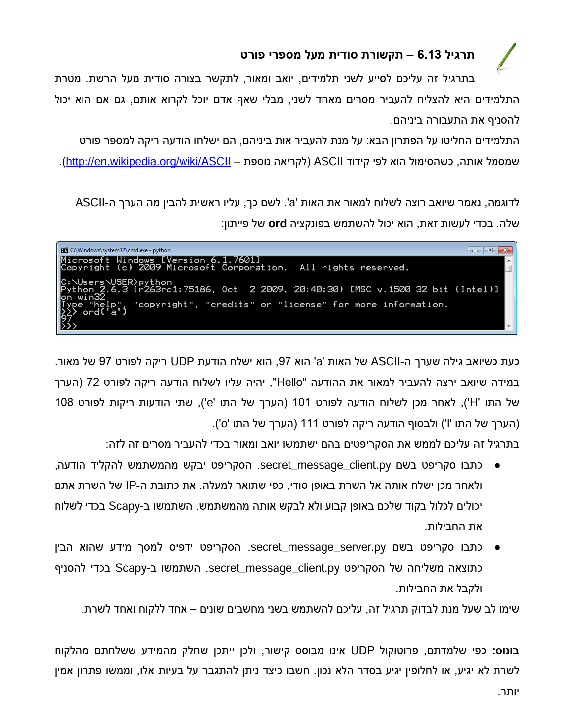 תרגיל 6.13 – תקשורת סודית מעל מספרי פורט
בתרגיל זה עליכם לסייע לשני תלמידים, יואב ומאור, לתקשר בצורה סודית מעל הרשת. מטרת
התלמידים היא להצליח להעביר מסרים מאחד לשני, מבלי שאף אדם יוכל לקרוא אותם, גם אם הוא יכול
להסניף את התעבורה ביניהם.
התלמידים החליטו על הפתרון הבא: על מנת להעביר אות ביניהם, הם ישלחו הודעה ריקה למספר פורט
שמסמל אותה, כשהסימול הוא לפי קידוד ASCII (לקריאה נוספת – http://en.wikipedia.org/wiki/ASCII).
לדוגמה, נאמר שיואב רוצה לשלוח למאור את האות 'a'. לשם כך, עליו ראשית להבין מה הערך ה-ASCII
שלה. בכדי לעשות זאת, הוא יכול להשתמש בפונקציה ord של פייתון:
C:\Windows\system32\cmd.exe - python
Microsoft Windows [Version 6.1.7601]
Copyright (c) 2009 Microsoft Corporation.  All rights reserved.
C:\Users\USER>python
Python 2.6.3 (r263rc1:75186, Oct  2 2009, 20:40:30) [MSC v.1500 32 bit (Intel)]
on win32
Type "help", "copyright", "credits" or "license" for more information.
>>> ord('a')
97
>>>
כעת כשיואב גילה שערך ה-ASCII של האות 'a' הוא 97, הוא ישלח הודעת UDP ריקה לפורט 97 של מאור.
במידה שיואב ירצה להעביר למאור את ההודעה "Hello", יהיה עליו לשלוח הודעה ריקה לפורט 72 (הערך
של התו 'H'), לאחר מכן לשלוח הודעה לפורט 101 (הערך של התו 'e'), שתי הודעות ריקות לפורט 108
(הערך של התו 'l') ולבסוף הודעה ריקה לפורט 111 (הערך של התו 'o').
בתרגיל זה עליכם לממש את הסקריפטים בהם ישתמשו יואב ומאור בכדי להעביר מסרים זה לזה:
● כתבו סקריפט בשם secret_message_client.py. הסקריפט יבקש מהמשתמש להקליד הודעה,
ולאחר מכן ישלח אותה אל השרת באופן סודי, כפי שתואר למעלה. את כתובת ה-IP של השרת אתם
יכולים לכלול בקוד שלכם באופן קבוע ולא לבקש אותה מהמשתמש. השתמשו ב-Scapy בכדי לשלוח
את החבילות.
● כתבו סקריפט בשם secret_message_server.py. הסקריפט ידפיס למסך מידע שהוא הבין
כתוצאה משליחה של הסקריפט secret_message_client.py. השתמשו ב-Scapy בכדי להסניף
ולקבל את החבילות.
שימו לב שעל מנת לבדוק תרגיל זה, עליכם להשתמש בשני מחשבים שונים – אחד ללקוח ואחד לשרת.
בונוס: כפי שלמדתם, פרוטוקול UDP אינו מבוסס קישור, ולכן ייתכן שחלק מהמידע ששלחתם מהלקוח
לשרת לא יגיע, או לחלופין יגיע בסדר הלא נכון. חשבו כיצד ניתן להתגבר על בעיות אלו, וממשו פתרון אמין
יותר.